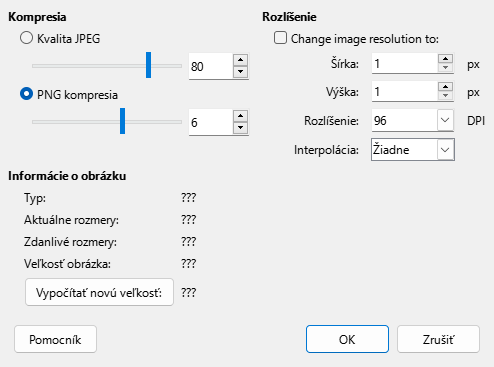 Kompresia
Kvalita JPEG
80
PNG kompresia
6
Rozlíšenie
Change image resolution to:
Šírka: 1 px
Výška: 1 px
Rozlíšenie: 96 DPI
Interpolácia: Žiadne
Informácie o obrázku
Typ: ???
Aktuálne rozmery: ???
Zdanlivé rozmery: ???
Veľkosť obrázka: ???
Vypočítať novú veľkosť: ???
Pomocník OK Zrušiť